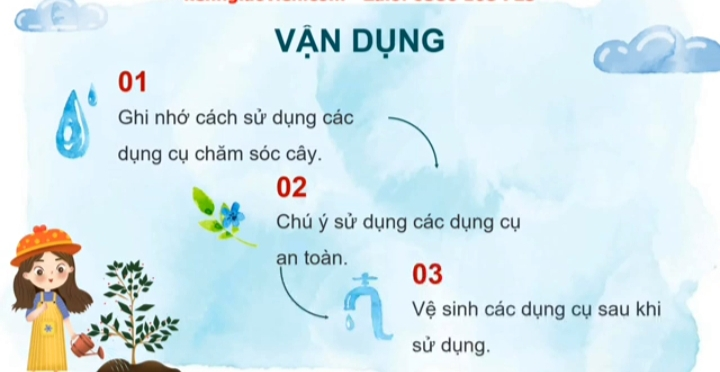 VẬN DỤNG
01
Ghi nhớ cách sử dụng các
dụng cụ chăm sóc cây.
02
Chú ý sử dụng các dụng cụ
an toàn.
03
Vệ sinh các dụng cụ sau khi
sử dụng.